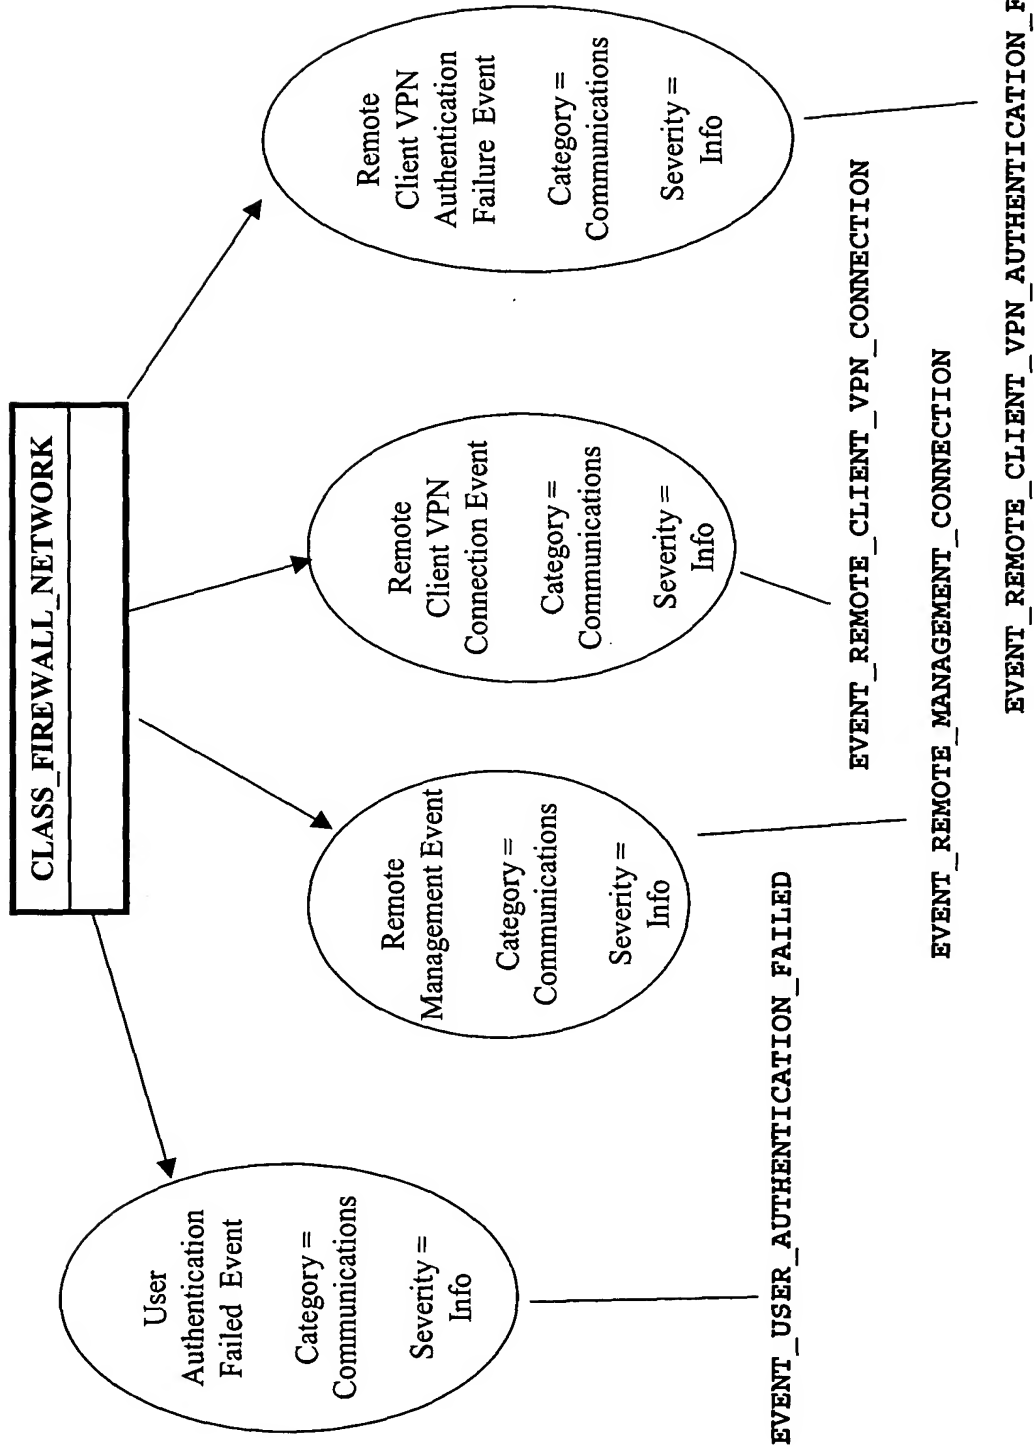 CLASS_FIREWALL_NETWORK
User
Authentication
Failed Event
Category =
Communications
Severity =
Info
Remote
Management Event
Category =
Communications
Severity =
Info
Remote
Client VPN
Connection Event
Category =
Communications
Severity =
Info
Remote
Client VPN
Authentication
Failure Event
Category =
Communications
Severity =
Info
EVENT_USER_AUTHENTICATION_FAILED
EVENT_REMOTE_CLIENT_VPN_CONNECTION
EVENT_REMOTE_MANAGEMENT_CONNECTION
EVENT_REMOTE_CLIENT_VPN_AUTHENTICATION_F